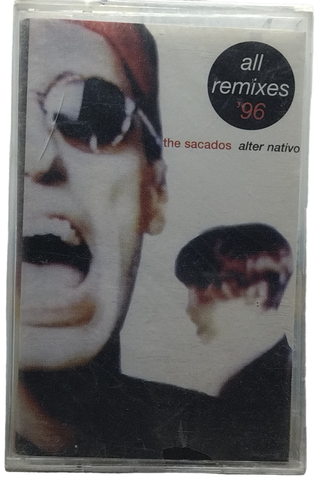 all
remixes
'96
the sacados alter nativo